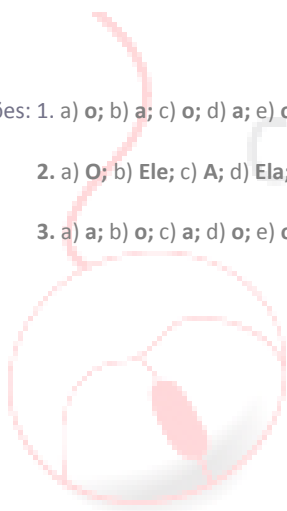 ões: 1. a) o; b) a; c) o; d) a; e)
2. a) O; b) Ele; c) A; d) Ela;
3. a) a; b) o; c) a; d) o; e)